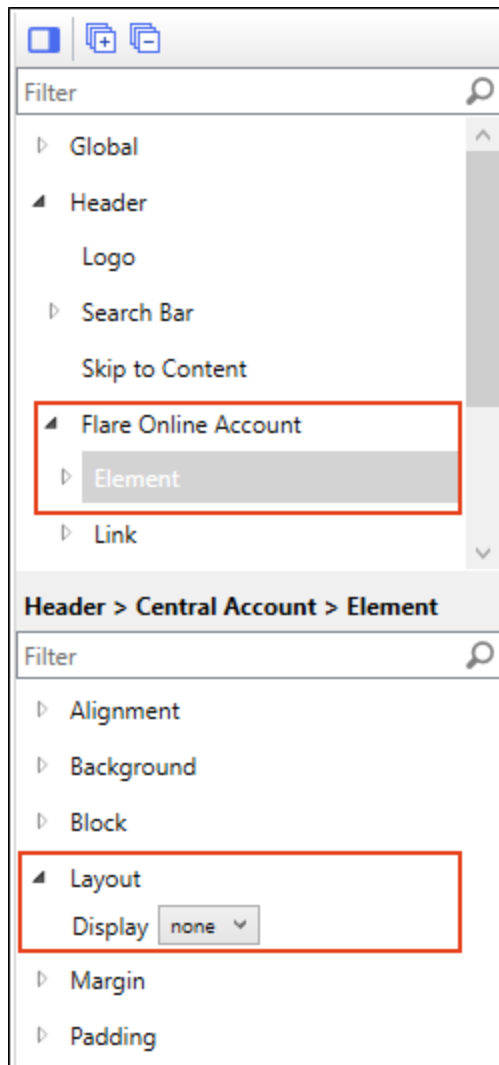 Filter
Global
Header
Logo
Search Bar
Skip to Content
Flare Online Account
Element
Link
Header > Central Account > Element
Filter
Alignment
Background
Block
Layout
Display none
Margin
Padding